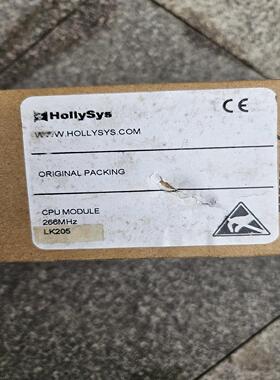 HollySys
WWW.HOLLYSYS.COM
CE
ORIGINAL PACKING
CPU MODULE
266MHz
LK205